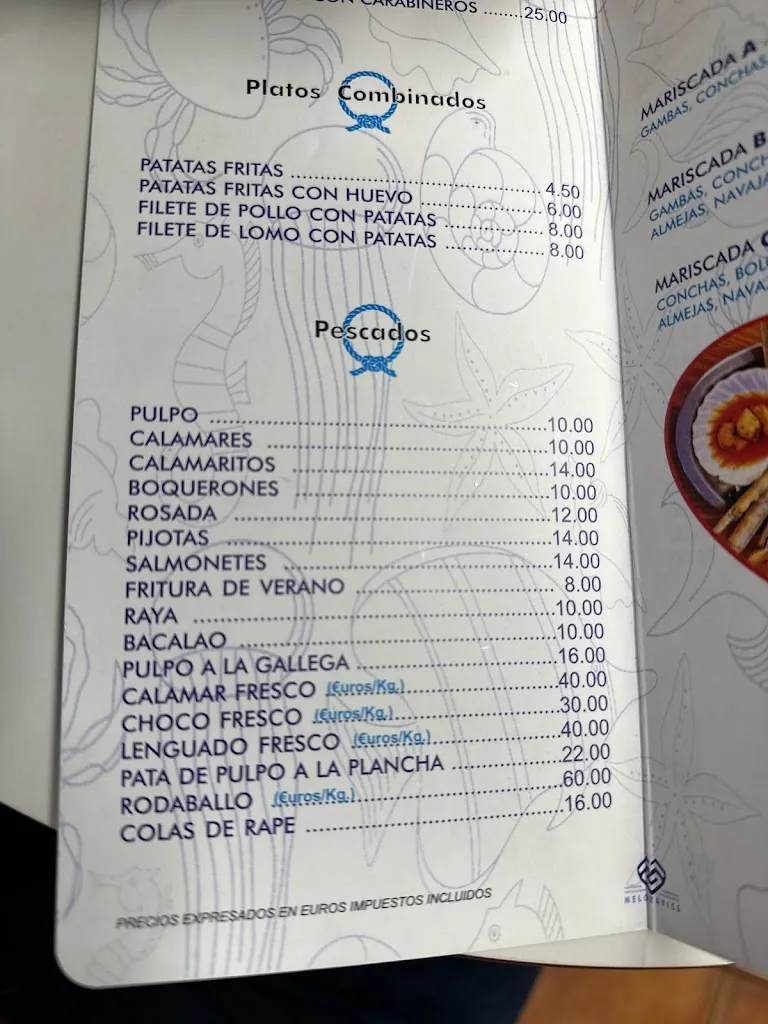 CON CARABINEROS ........25.00
Platos Combinados
PATATAS FRITAS ........ 4.50
PATATAS FRITAS CON HUEVO ........ 6.00
FILETE DE POLLO CON PATATAS ........ 8.00
FILETE DE LOMO CON PATATAS ........ 8.00
Pescados
PULPO ........10.00
CALAMARES ........10.00
CALAMARITOS ........14.00
BOQUERONES ........10.00
ROSADA ........12.00
PIJOTAS ........14.00
SALMONETES ........14.00
FRITURA DE VERANO ........ 8.00
RAYA ........10.00
BACALAO ........10.00
PULPO A LA GALLEGA ........16.00
CALAMAR FRESCO (€uros/Kg.)........40.00
CHOCO FRESCO (€uros/Kg.)........30.00
LENGUADO FRESCO (€uros/Kg.)........40.00
PATA DE PULPO A LA PLANCHA ........22.00
RODABALLO (€uros/Kg.)........60.00
COLAS DE RAPE ........16.00
PRECIOS EXPRESADOS EN EUROS IMPUESTOS INCLUIDOS
MARISCADA A
GAMBAS, CONCHAS,
MARISCADA B
GAMBAS, CONCH
ALMEJAS, NAVAJA
MARISCADA C
CONCHAS, BOL
ALMEJAS, NAVA